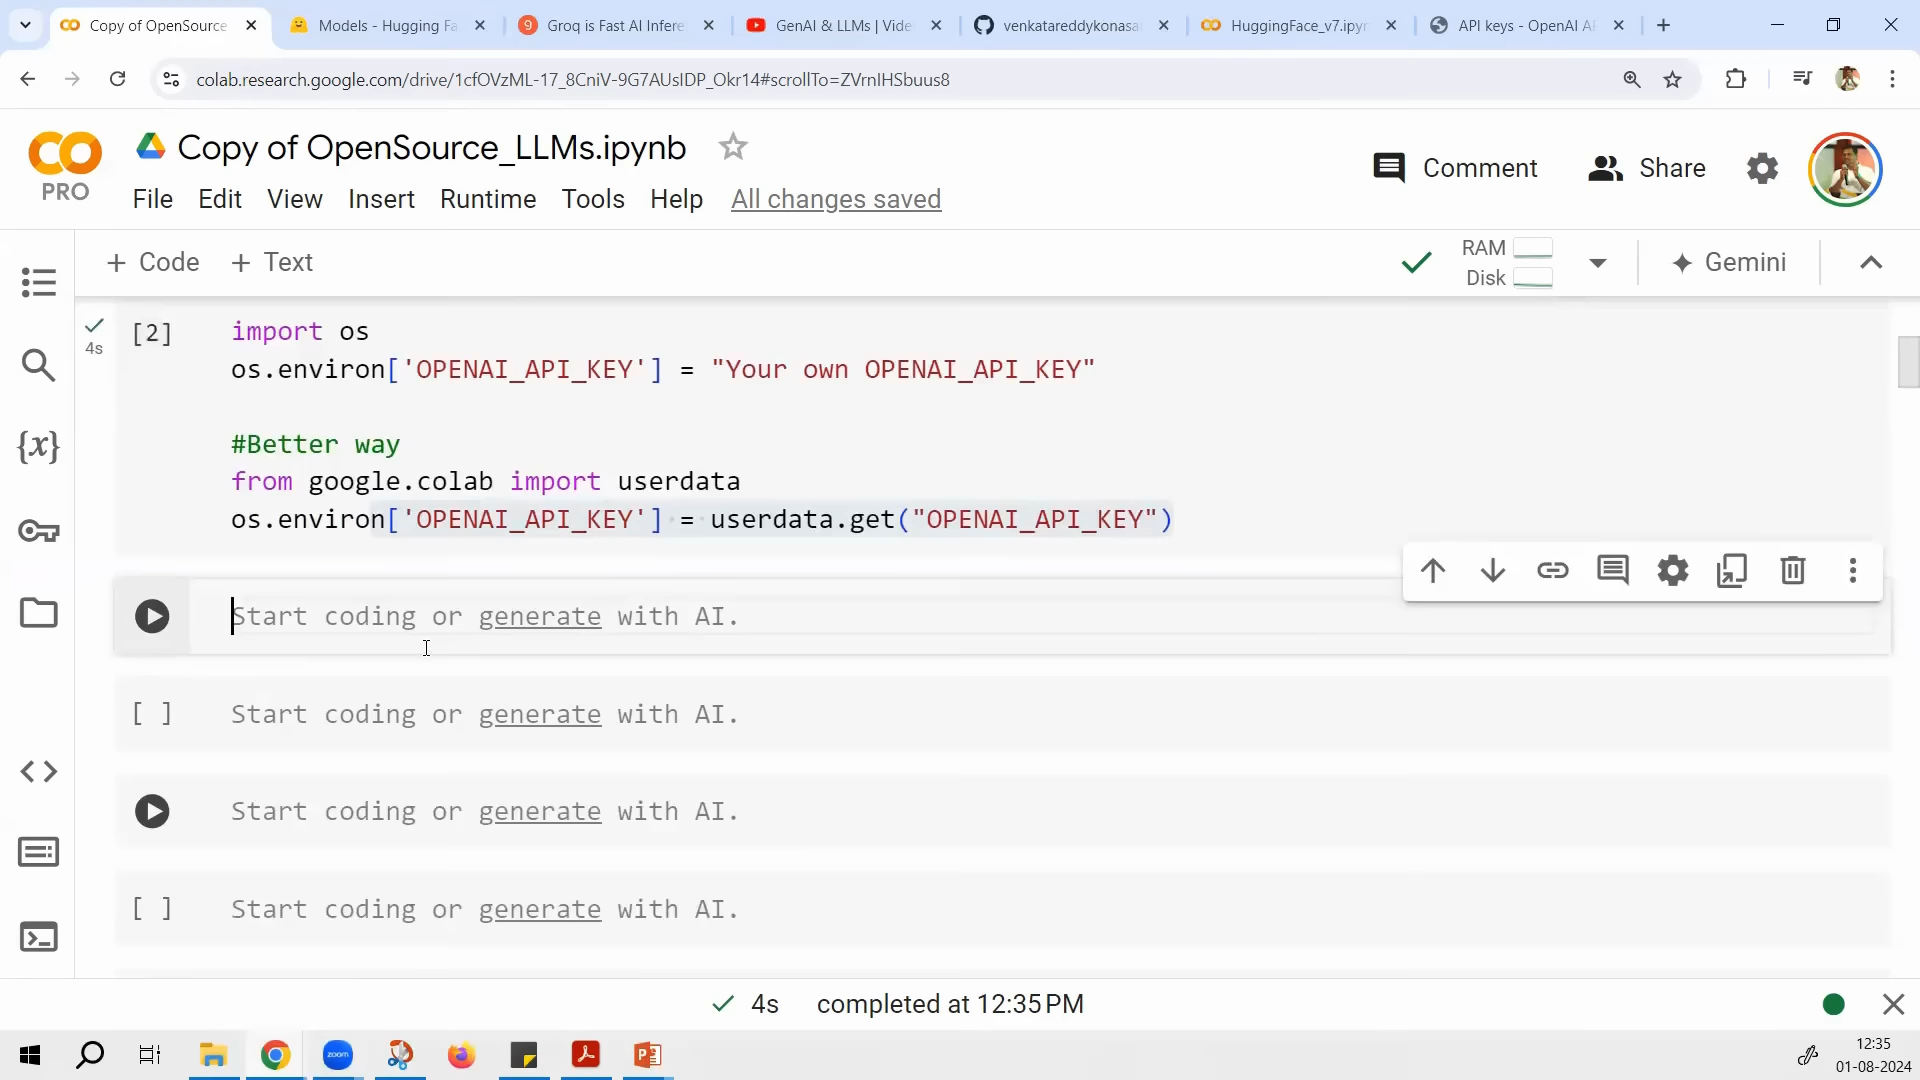 Copy of OpenSource
Models - Hugging Fa
Groq is Fast AI Infere
GenAI & LLMs | Vide
venkatareddykonasa
HuggingFace_v7.ipyn
API keys - OpenAI A
colab.research.google.com/drive/1cfOVzML-17_8CniV-9G7AUsIDP_Okr14#scrollTo=ZVrnIHSbuus8
PRO
Copy of OpenSource_LLMs.ipynb
Comment
Share
File Edit View Insert Runtime Tools Help All changes saved
+ Code + Text
RAM
Disk
Gemini
4s
[2]
import os
os.environ['OPENAI_API_KEY'] = "Your own OPENAI_API_KEY"
#Better way
from google.colab import userdata
os.environ['OPENAI_API_KEY'] = userdata.get("OPENAI_API_KEY")
Start coding or generate with AI.
[ ] Start coding or generate with AI.
Start coding or generate with AI.
[ ] Start coding or generate with AI.
4s completed at 12:35 PM
zoom
12:35
01-08-2024